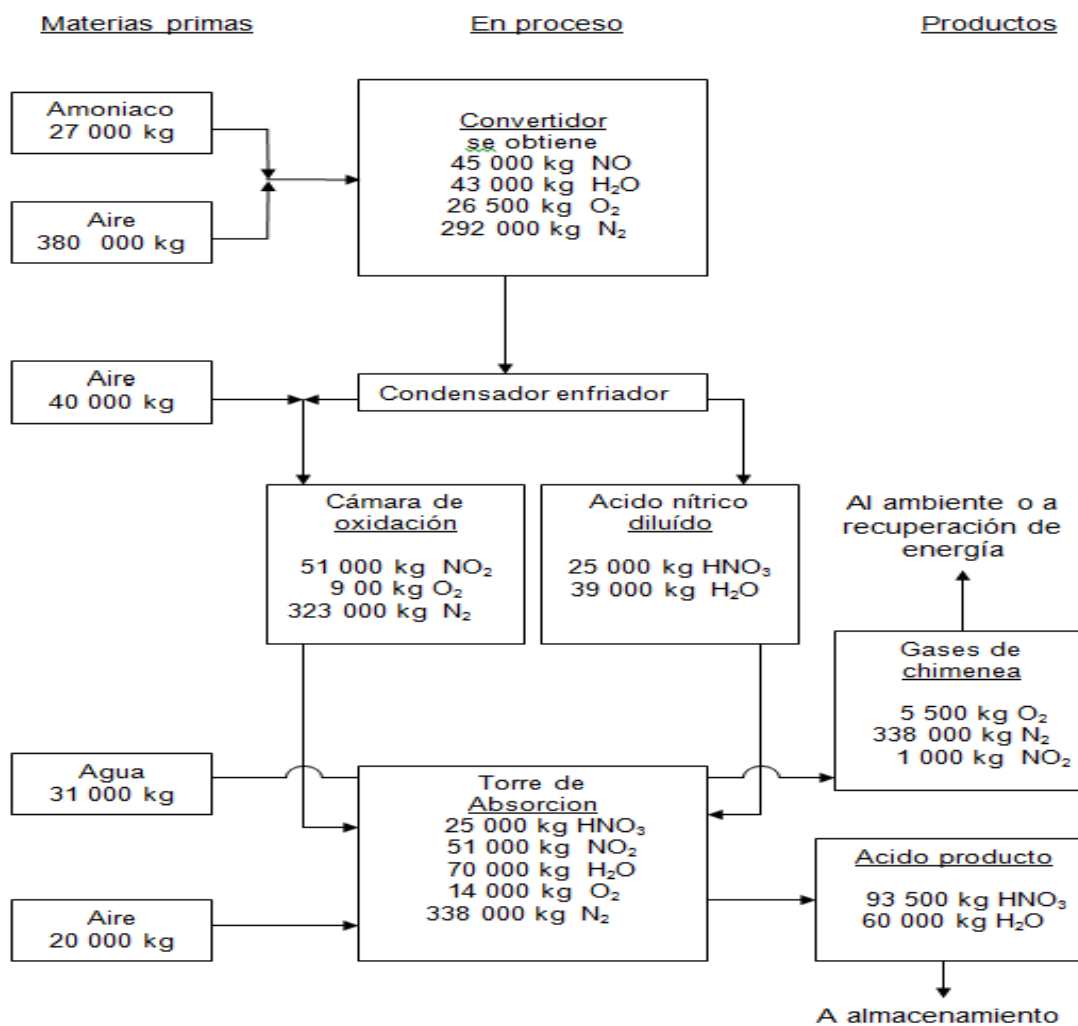 Materias primas
En proceso
Productos
Amoniaco
27 000 kg
Aire
380 000 kg
Convertidor
se obtiene
45 000 kg NO
43 000 kg H₂O
26 500 kg O₂
292 000 kg N₂
Aire
40 000 kg
Condensador enfriador
Cámara de
oxidación
51 000 kg NO₂
9 00 kg O₂
323 000 kg N₂
Acido nítrico
diluído
25 000 kg HNO₃
39 000 kg H₂O
Al ambiente o a
recuperación de
energía
Gases de
chimenea
5 500 kg O₂
338 000 kg N₂
1 000 kg NO₂
Agua
31 000 kg
Aire
20 000 kg
Torre de
Absorcion
25 000 kg HNO₃
51 000 kg NO₂
70 000 kg H₂O
14 000 kg O₂
338 000 kg N₂
Acido producto
93 500 kg HNO₃
60 000 kg H₂O
A almacenamiento